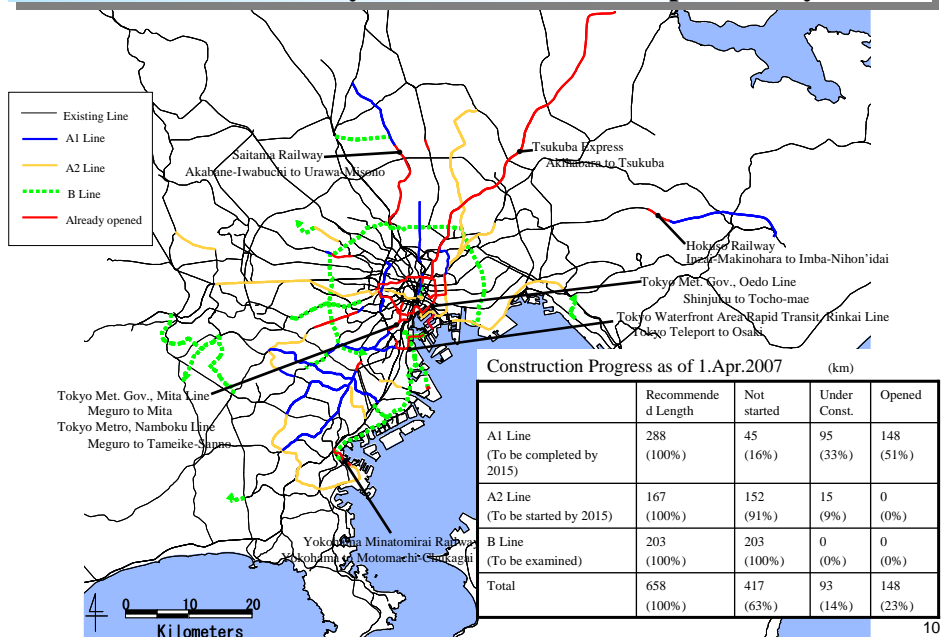 Existing Line
A1 Line
A2 Line
B Line
Already opened
Saitama Railway
Akabane-Iwabuchi to Urawa-Misono
Tsukuba Express
Akihabara to Tsukuba
Hokuso Railway
Inzai-Makinohara to Imba-Nihon'idai
Tokyo Met. Gov., Oedo Line
Shinjuku to Tocho-mae
Tokyo Waterfront Area Rapid Transit, Rinkai Line
Tokyo Teleport to Osaki
Tokyo Met. Gov., Mita Line
Meguro to Mita
Tokyo Metro, Namboku Line
Meguro to Tameike-Sanno
Yokohama Minatomirai Railway
Yokohama to Motomachi-Chukagai
Construction Progress as of 1.Apr.2007 (km)
Recommende Not Under Opened
d Length started Const.
A1 Line 288 45 95 148
(To be completed by (100%) (16%) (33%) (51%)
2015)
A2 Line 167 152 15 0
(To be started by 2015) (100%) (91%) (9%) (0%)
B Line 203 203 0 0
(To be examined) (100%) (100%) (0%) (0%)
Total 658 417 93 148
(100%) (63%) (14%) (23%)
0 10 20
Kilometers
4
10